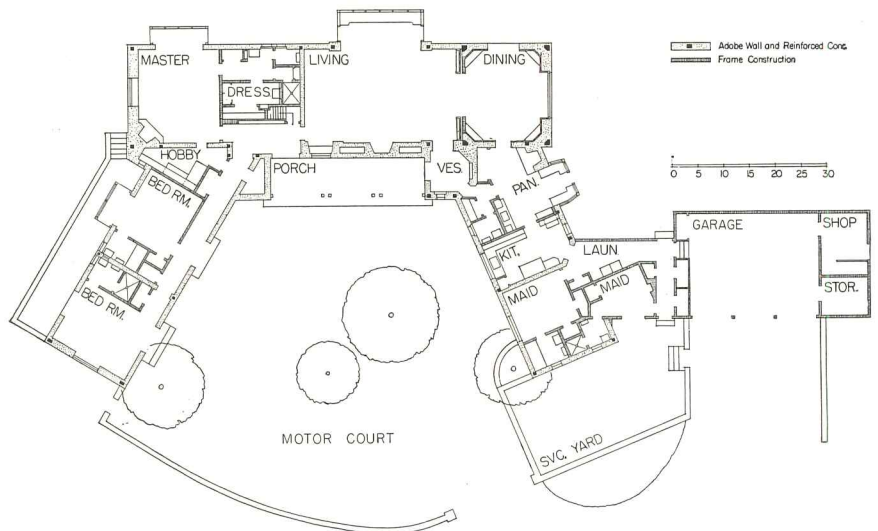 Adobe Wall and Reinforced Conc.
Frame Construction
MASTER
LIVING
DINING
DRESS.
HOBBY
PORCH
VES.
PAN.
BED RM.
0 5 10 15 20 25 30
GARAGE
SHOP
KIT.
LAUN
STOR.
MAID
MAID
BED RM.
MOTOR COURT
SVC. YARD